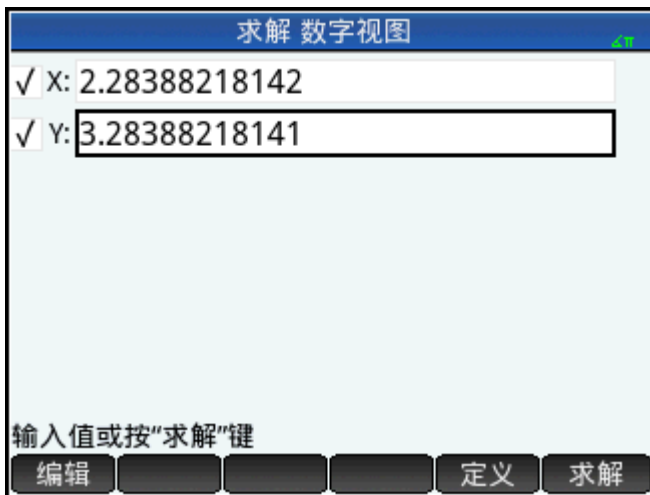 求解 数字视图
∡π
√ X: 2.28388218142
√ Y: 3.28388218141
输入值或按“求解”键
编辑 定义 求解